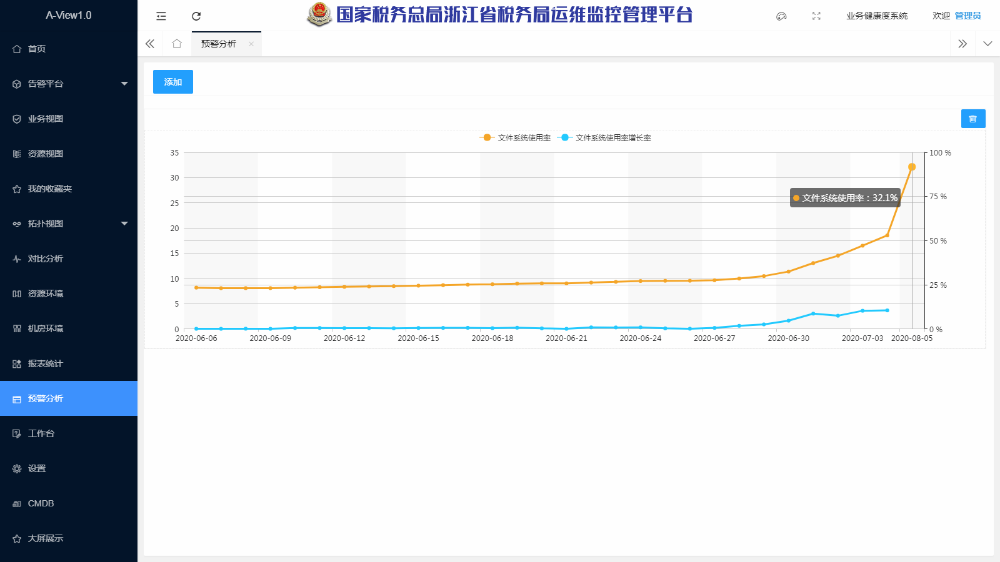 A-View1.0
首页
告警平台
业务视图
资源视图
我的收藏夹
拓扑视图
对比分析
资源环境
机房环境
报表统计
预警分析
工作台
设置
CMDB
大屏展示
国家税务总局浙江省税务局运维监控管理平台
业务健康度系统
欢迎 管理员
预警分析
添加
文件系统使用率 文件系统使用率增长率
35
30
25
20
15
10
5
0
100 %
75 %
50 %
25 %
0 %
文件系统使用率：32.1%
2020-06-06 2020-06-09 2020-06-12 2020-06-15 2020-06-18 2020-06-21 2020-06-24 2020-06-27 2020-06-30 2020-07-03 2020-08-05